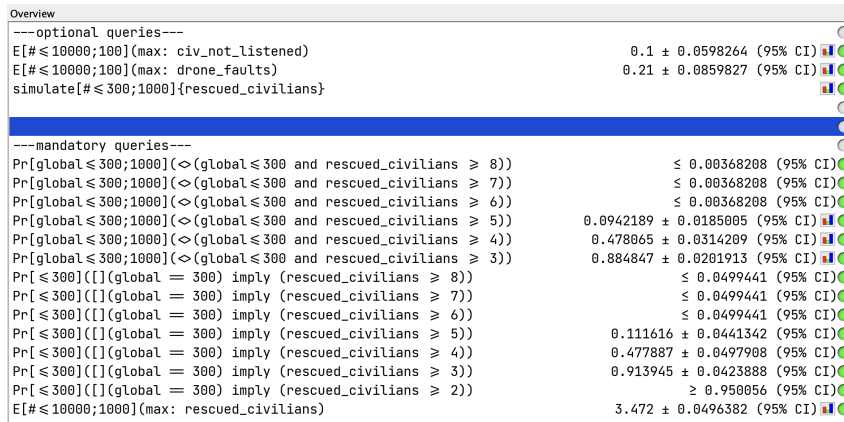 Overview
---optional queries---
E[#≤10000;100](max: civ_not_listened) 0.1 ± 0.0598264 (95% CI)
E[#≤10000;100](max: drone_faults) 0.21 ± 0.0859827 (95% CI)
simulate[#≤300;1000]{rescued_civilians}
---mandatory queries---
Pr[global≤300;1000](<>(global≤300 and rescued_civilians ≥ 8)) ≤ 0.00368208 (95% CI)
Pr[global≤300;1000](<>(global≤300 and rescued_civilians ≥ 7)) ≤ 0.00368208 (95% CI)
Pr[global≤300;1000](<>(global≤300 and rescued_civilians ≥ 6)) ≤ 0.00368208 (95% CI)
Pr[global≤300;1000](<>(global≤300 and rescued_civilians ≥ 5)) 0.0942189 ± 0.0185005 (95% CI)
Pr[global≤300;1000](<>(global≤300 and rescued_civilians ≥ 4)) 0.478065 ± 0.0314209 (95% CI)
Pr[global≤300;1000](<>(global≤300 and rescued_civilians ≥ 3)) 0.884847 ± 0.0201913 (95% CI)
Pr[≤300]([](global == 300) imply (rescued_civilians ≥ 8)) ≤ 0.0499441 (95% CI)
Pr[≤300]([](global == 300) imply (rescued_civilians ≥ 7)) ≤ 0.0499441 (95% CI)
Pr[≤300]([](global == 300) imply (rescued_civilians ≥ 6)) ≤ 0.0499441 (95% CI)
Pr[≤300]([](global == 300) imply (rescued_civilians ≥ 5)) 0.111616 ± 0.0441342 (95% CI)
Pr[≤300]([](global == 300) imply (rescued_civilians ≥ 4)) 0.477887 ± 0.0497908 (95% CI)
Pr[≤300]([](global == 300) imply (rescued_civilians ≥ 3)) 0.913945 ± 0.0423888 (95% CI)
Pr[≤300]([](global == 300) imply (rescued_civilians ≥ 2)) ≥ 0.950056 (95% CI)
E[#≤10000;1000](max: rescued_civilians) 3.472 ± 0.0496382 (95% CI)